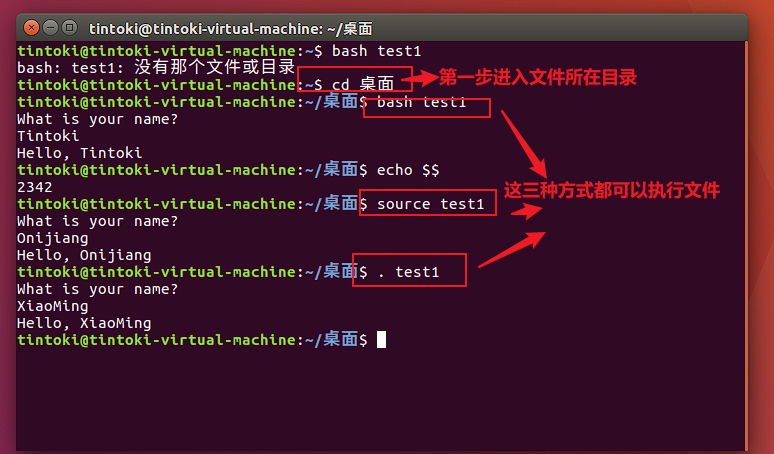 tintoki@tintoki-virtual-machine: ~/桌面
tintoki@tintoki-virtual-machine:~$ bash test1
bash: test1: 没有那个文件或目录
tintoki@tintoki-virtual-machine:~$ cd 桌面
第一步进入文件所在目录
tintoki@tintoki-virtual-machine:~/桌面$ bash test1
What is your name?
Tintoki
Hello, Tintoki
tintoki@tintoki-virtual-machine:~/桌面$ echo $$
2342
这三种方式都可以执行文件
tintoki@tintoki-virtual-machine:~/桌面$ source test1
What is your name?
Onijiang
Hello, Onijiang
tintoki@tintoki-virtual-machine:~/桌面$ . test1
What is your name?
XiaoMing
Hello, XiaoMing
tintoki@tintoki-virtual-machine:~/桌面$